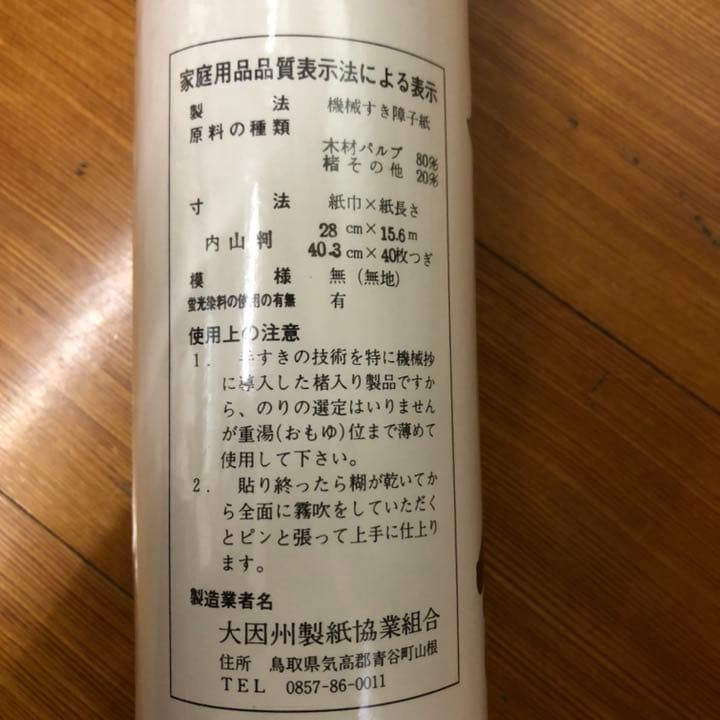 家庭用品品質表示法による表示
製法 機械すき障子紙
原料の種類
木材パルプ 80%
楮その他 20%
寸法 紙巾×紙長さ
内山判 28cm×15.6m
40.3cm×40枚つぎ
模様 無(無地)
蛍光染料の使用の有無 有
使用上の注意
1. 手すきの技術を特に機械抄
に導入した楮入り製品ですか
ら、のりの選定はいりません
が重湯(おもゆ)位まで薄めて
使用して下さい。
2. 貼り終ったら糊が乾いてか
ら全面に霧吹をしていただく
とピンと張って上手に仕上り
ます。
製造業者名
大因州製紙協業組合
住所 鳥取県気高郡青谷町山根
TEL 0857-86-0011